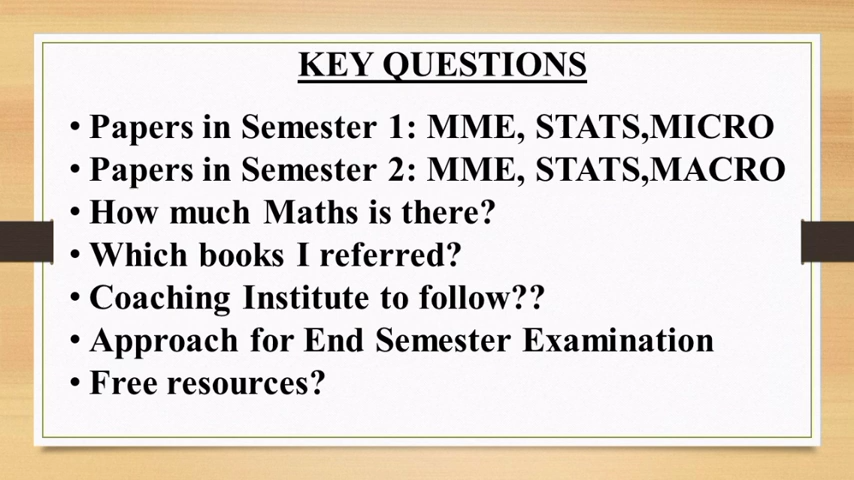 KEY QUESTIONS
• Papers in Semester 1: MME, STATS,MICRO
• Papers in Semester 2: MME, STATS,MACRO
• How much Maths is there?
• Which books I referred?
• Coaching Institute to follow??
• Approach for End Semester Examination
• Free resources?